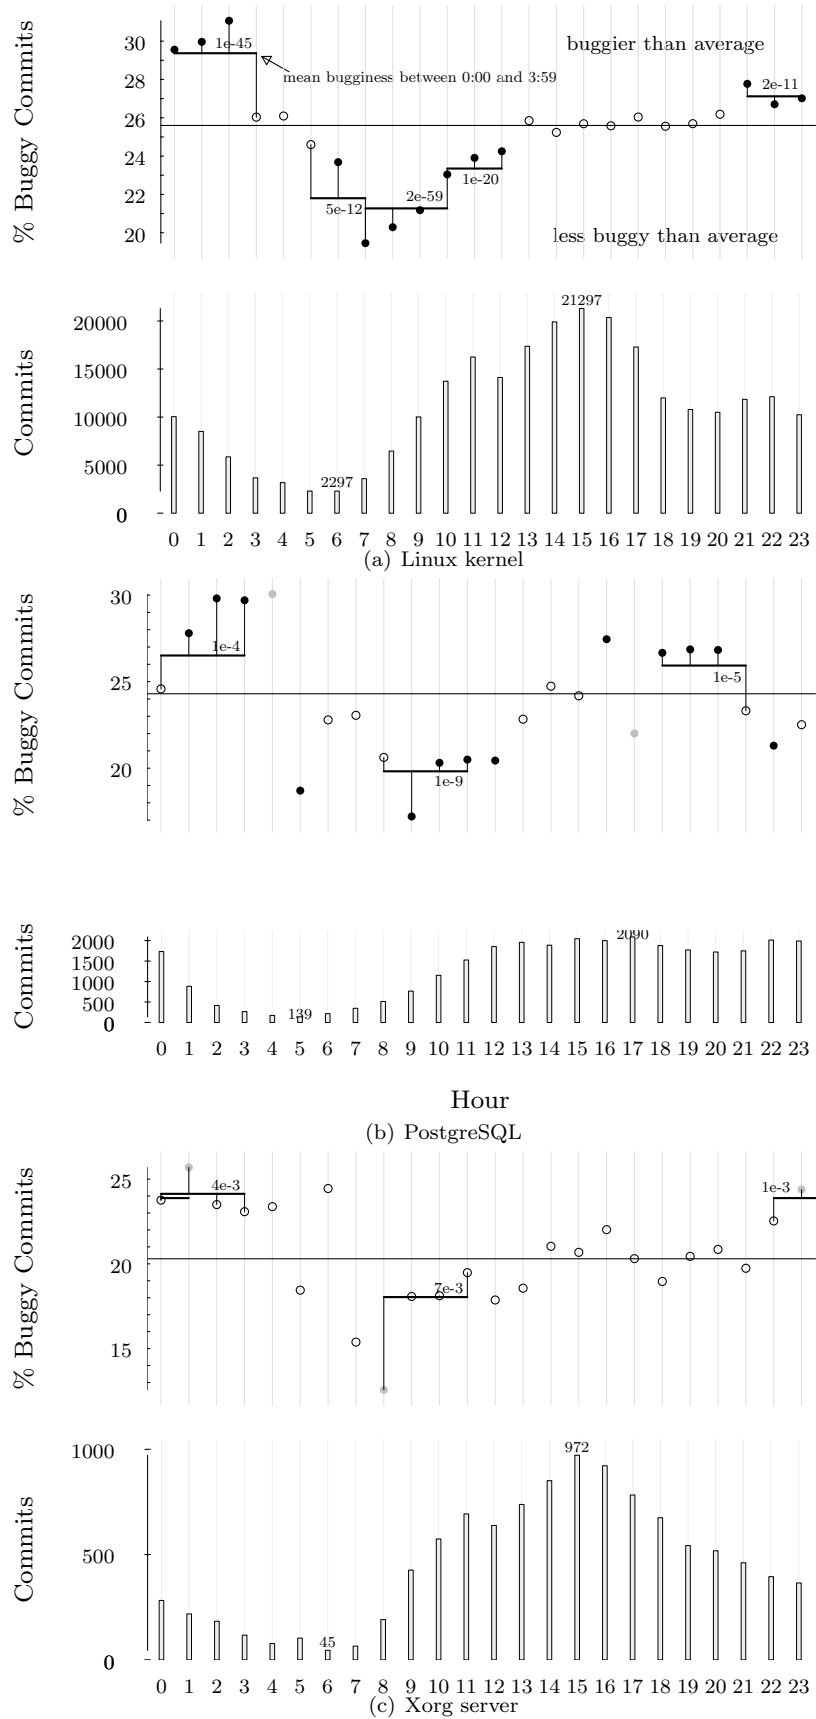 % Buggy Commits
30
28
26
24
22
20
1e-45
buggier than average
mean bugginess between 0:00 and 3:59
2e-11
5e-12
2e-59
1e-20
less buggy than average
Commits
20000
15000
10000
5000
0
2297
21297
0 1 2 3 4 5 6 7 8 9 10 11 12 13 14 15 16 17 18 19 20 21 22 23
(a) Linux kernel
% Buggy Commits
30
25
20
1e-4
1e-9
1e-5
Commits
2000
1500
1000
500
0
139
2090
0 1 2 3 4 5 6 7 8 9 10 11 12 13 14 15 16 17 18 19 20 21 22 23
Hour
(b) PostgreSQL
% Buggy Commits
25
20
15
4e-3
7e-3
1e-3
Commits
1000
500
0
45
972
0 1 2 3 4 5 6 7 8 9 10 11 12 13 14 15 16 17 18 19 20 21 22 23
(c) Xorg server